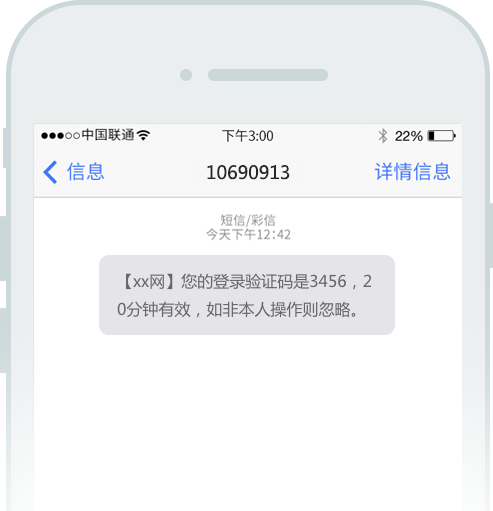 中国联通 下午3:00 22%
信息 10690913 详情信息
短信/彩信
今天下午12:42
【xx网】您的登录验证码是3456，2
0分钟有效，如非本人操作则忽略。